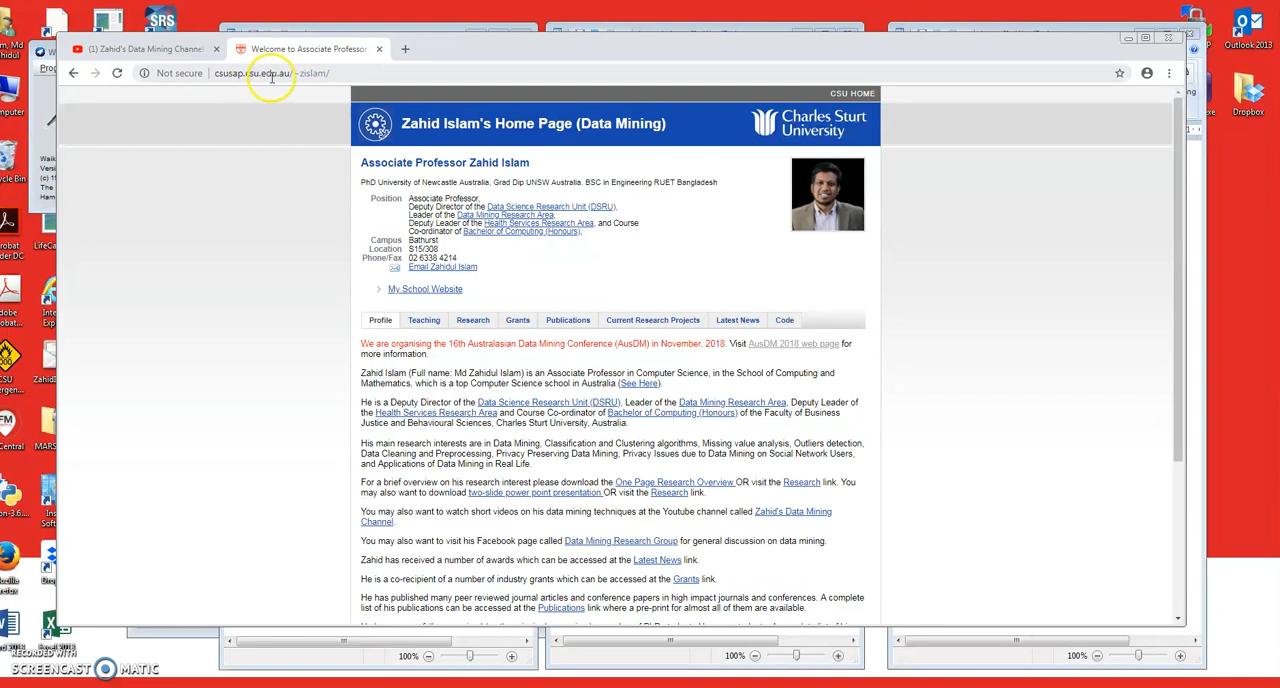 SRS
Outlook 2013
(1) Zahid's Data Mining Channel
Welcome to Associate Professor
Not secure
csusap.csu.edu.au/~zislam/
Dropbox
CSU HOME
Zahid Islam's Home Page (Data Mining)
Charles Sturt
University
Associate Professor Zahid Islam
PhD University of Newcastle Australia, Grad Dip UNSW Australia, BSC in Engineering RUET Bangladesh
Position Associate Professor,
Deputy Director of the Data Science Research Unit (DSRU),
Leader of the Data Mining Research Area,
Deputy Leader of the Health Services Research Area, and Course
Co-ordinator of Bachelor of Computing (Honours),
Campus Bathurst
Location S15/308
Phone/Fax 02 6338 4214
Email Zahidul Islam
My School Website
Profile Teaching Research Grants Publications Current Research Projects Latest News Code
We are organising the 16th Australasian Data Mining Conference (AusDM) in November, 2018. Visit AusDM 2018 web page for
more information.
Zahid Islam (Full name: Md Zahidul Islam) is an Associate Professor in Computer Science, in the School of Computing and
Mathematics, which is a top Computer Science school in Australia (See Here).
He is a Deputy Director of the Data Science Research Unit (DSRU), Leader of the Data Mining Research Area, Deputy Leader of
the Health Services Research Area and Course Co-ordinator of Bachelor of Computing (Honours) of the Faculty of Business
Justice and Behavioural Sciences, Charles Sturt University, Australia.
His main research interests are in Data Mining, Classification and Clustering algorithms, Missing value analysis, Outliers detection,
Data Cleaning and Preprocessing, Privacy Preserving Data Mining, Privacy Issues due to Data Mining on Social Network Users,
and Applications of Data Mining in Real Life.
For a brief overview on his research interest please download the One Page Research Overview OR visit the Research link. You
may also want to download two-slide power point presentation OR visit the Research link.
You may also want to watch short videos on his data mining techniques at the Youtube channel called Zahid's Data Mining
Channel.
You may also want to visit his Facebook page called Data Mining Research Group for general discussion on data mining.
Zahid has received a number of awards which can be accessed at the Latest News link.
He is a co-recipient of a number of industry grants which can be accessed at the Grants link.
He has published many peer reviewed journal articles and conference papers in high impact journals and conferences. A complete
list of his publications can be accessed at the Publications link where a pre-print for almost all of them are available.
100%
100%
100%
RECORDED WITH
SCREENCAST MATIC